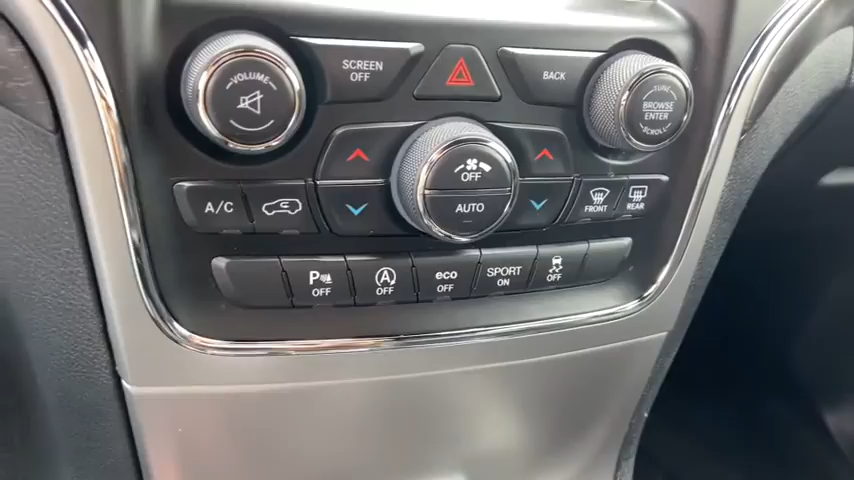 VOLUME
SCREEN
OFF
BACK
TUNE
BROWSE
ENTER
SCROLL
OFF
AUTO
A/C
FRONT
REAR
P
OFF
A
OFF
eco
OFF
SPORT
ON
OFF